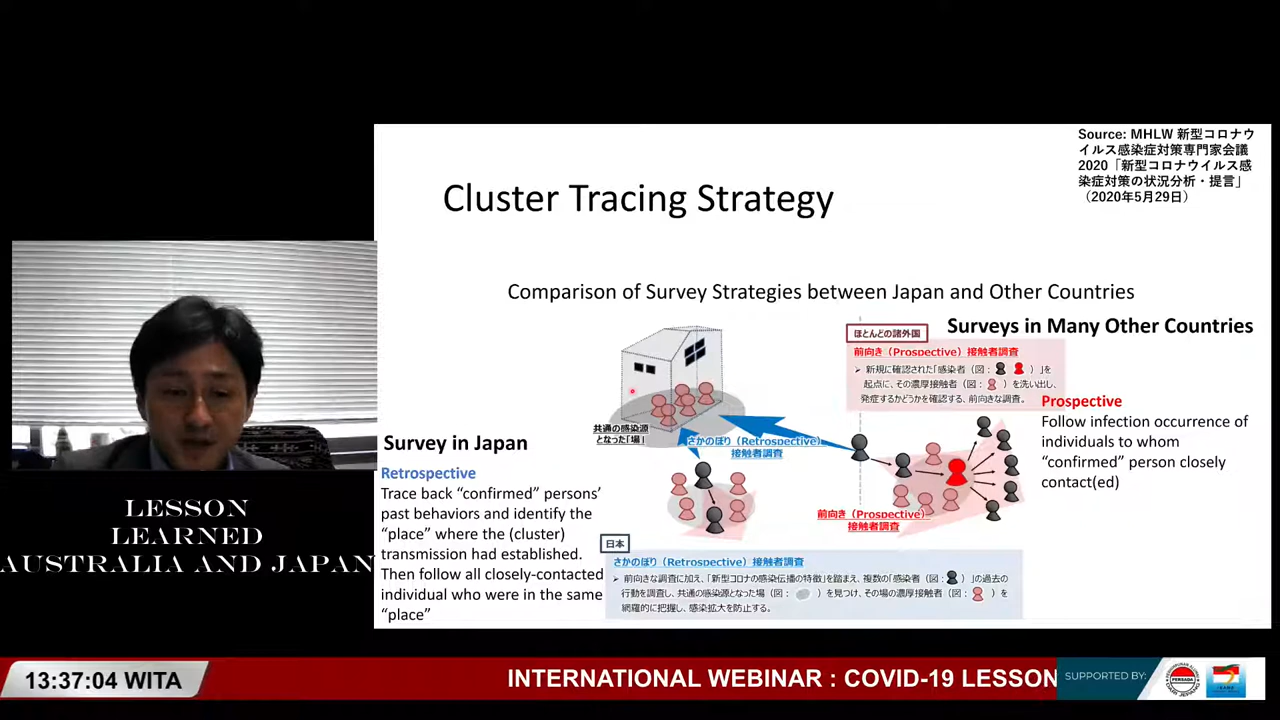 Source: MHLW 新型コロナウ
イルス感染症対策専門家会議
2020「新型コロナウイルス感
染症対策の状況分析・提言」
（2020年5月29日）
Cluster Tracing Strategy
Comparison of Survey Strategies between Japan and Other Countries
ほとんどの諸外国
Surveys in Many Other Countries
前向き（Prospective）接触者調査
➢ 新規に確認された「感染者（図： ）」を
起点に、その濃厚接触者（図： ）を洗い出し、
発症するかどうかを確認する、前向きな調査。
Prospective
Follow infection occurrence of
individuals to whom
“confirmed” person closely
contact(ed)
共通の感染源
となった「場」
さかのぼり（Retrospective）
接触者調査
前向き（Prospective）
接触者調査
Survey in Japan
Retrospective
Trace back “confirmed” persons’
past behaviors and identify the
“place” where the (cluster)
transmission had established.
Then follow all closely-contacted
individual who were in the same
“place”
日本
さかのぼり（Retrospective）接触者調査
➢ 前向きな調査に加え、「新型コロナの感染伝播の特徴」を踏まえ、複数の「感染者（図： ）の過去の
行動を調査し、共通の感染源となった場（図： ）を見つけ、その場の濃厚接触者（図： ）を
網羅的に把握し、感染拡大を防止する。
LESSON
LEARNED
AUSTRALIA AND JAPAN
13:37:04 WITA
INTERNATIONAL WEBINAR : COVID-19 LESSON
SUPPORTED BY:
PERSADA